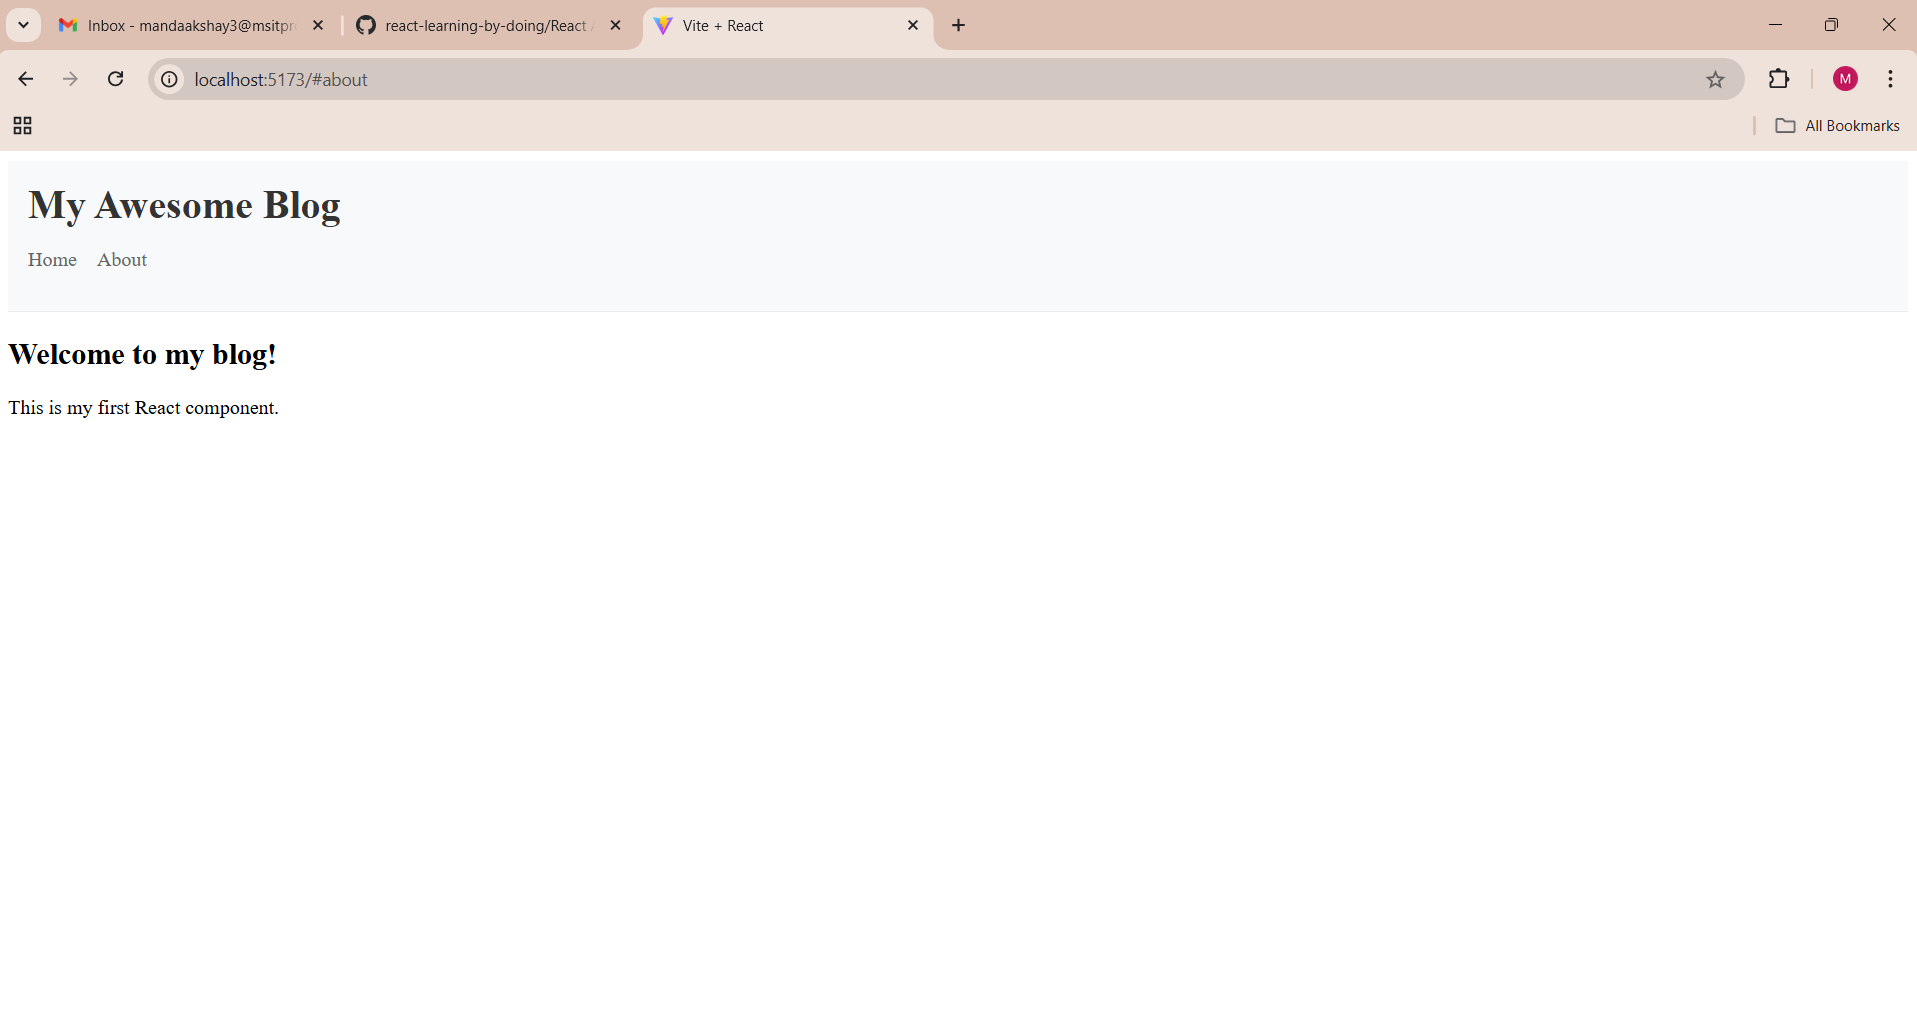 Inbox - mandaakshay3@msitpr
react-learning-by-doing/React
Vite + React
localhost:5173/#about
M
All Bookmarks
My Awesome Blog
Home About
Welcome to my blog!
This is my first React component.